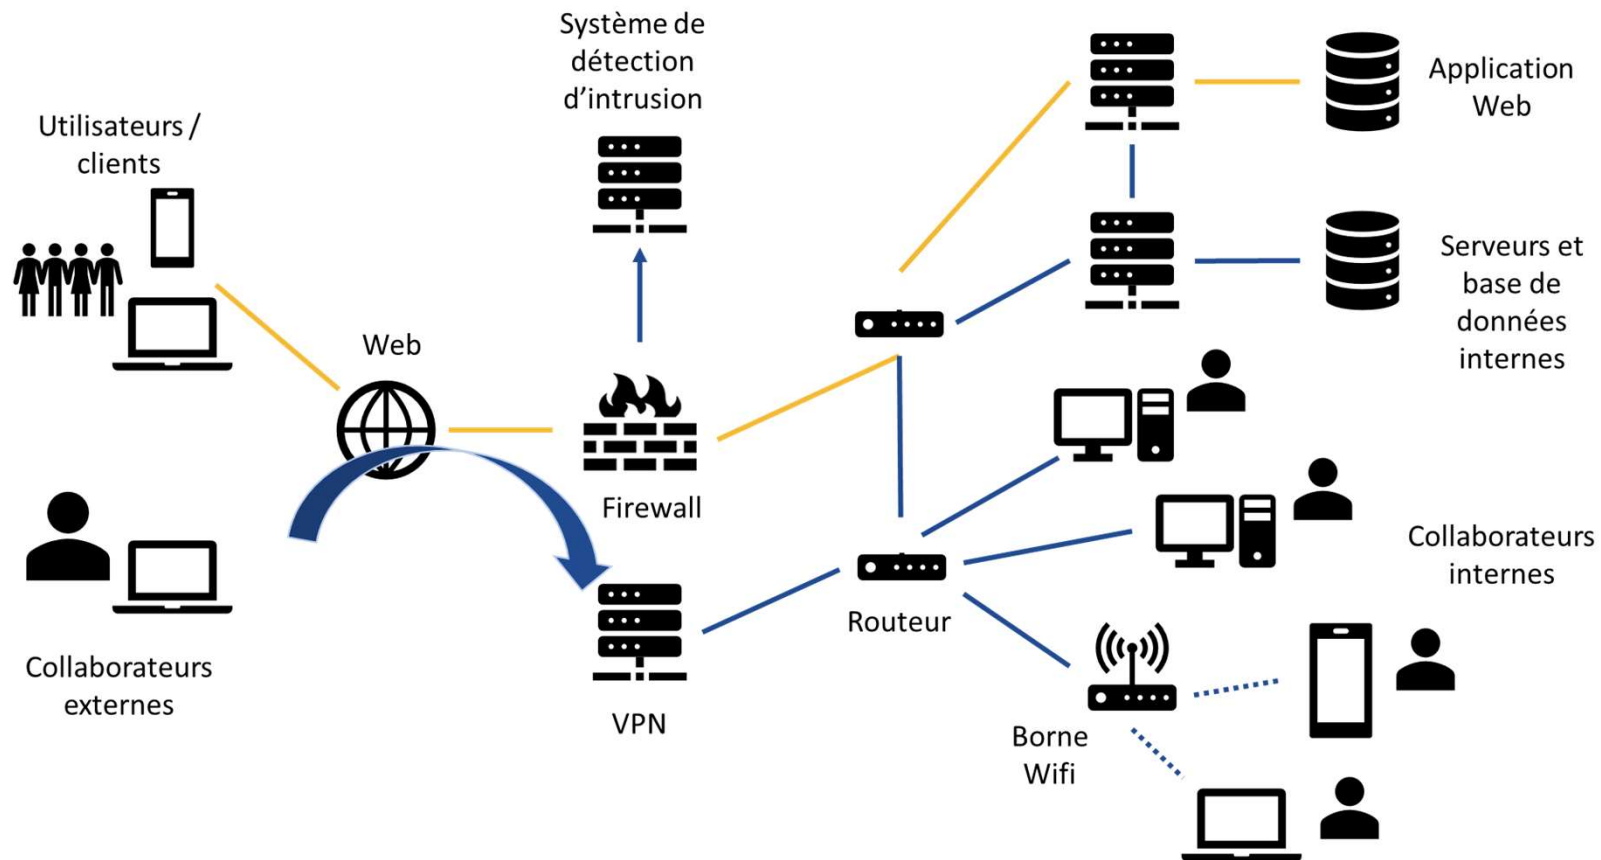 Système de
détection
d’intrusion
Application
Web
Utilisateurs /
clients
Serveurs et
base de
données
internes
Web
Firewall
Collaborateurs
internes
Routeur
Collaborateurs
externes
VPN
Borne
Wifi